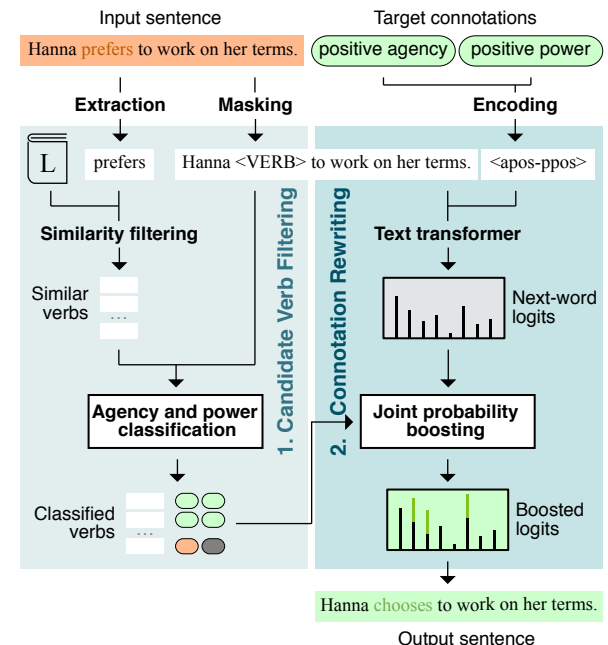 Input sentence
Target connotations
Hanna prefers to work on her terms.
positive agency
positive power
Extraction
Masking
Encoding
L
prefers
Hanna <VERB> to work on her terms.
<apos-ppos>
Similarity filtering
Text transformer
Similar
verbs
...
Next-word
logits
1. Candidate Verb Filtering
2. Connotation Rewriting
Agency and power
classification
Joint probability
boosting
Classified
verbs
...
Boosted
logits
Hanna chooses to work on her terms.
Output sentence